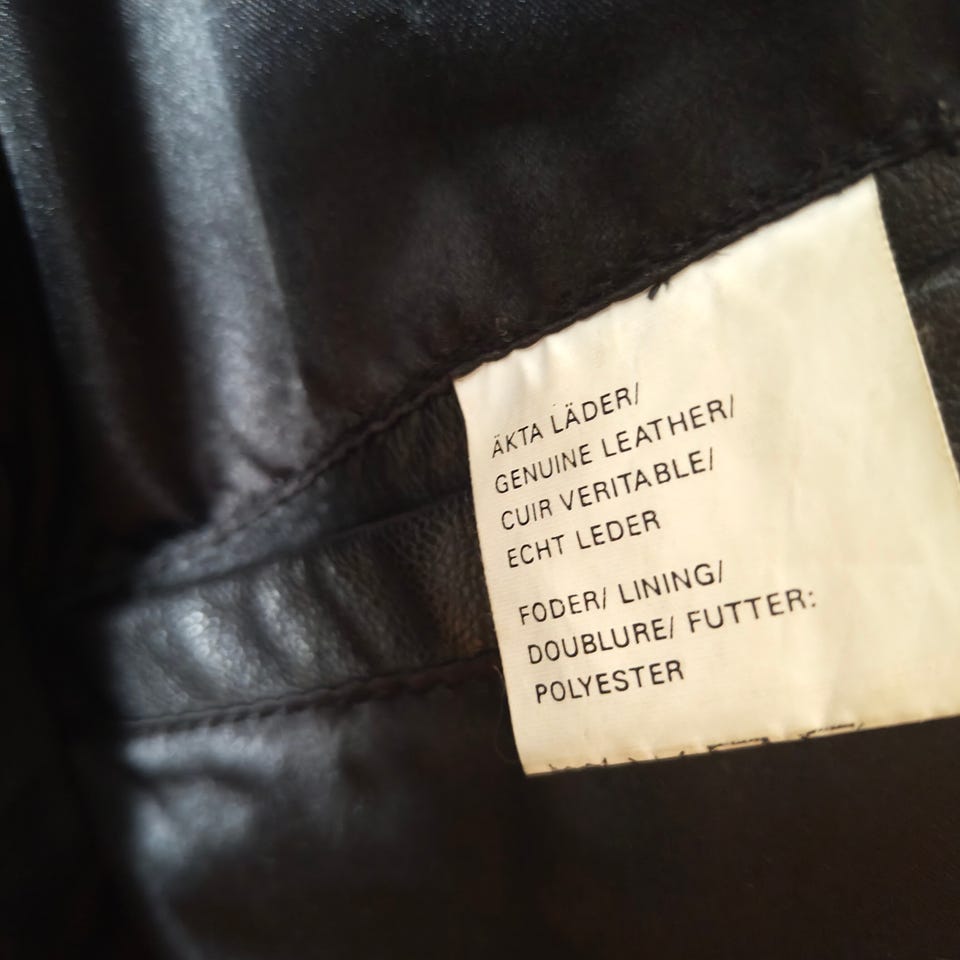 ÄKTA LÄDER/
GENUINE LEATHER/
CUIR VERITABLE/
ECHT LEDER
FODER/ LINING/
DOUBLURE/ FUTTER:
POLYESTER